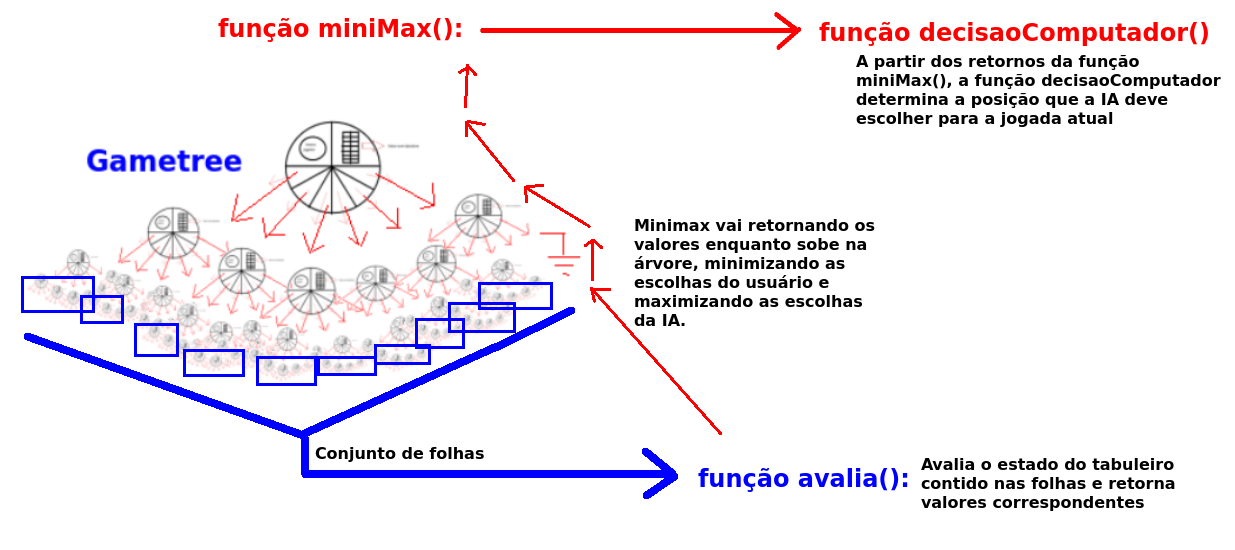 função miniMax():
função decisaoComputador()
A partir dos retornos da função
miniMax(), a função decisaoComputador
determina a posição que a IA deve
escolher para a jogada atual
Gametree
Minimax vai retornando os
valores enquanto sobe na
árvore, minimizando as
escolhas do usuário e
maximizando as escolhas
da IA.
Conjunto de folhas
função avalia():
Avalia o estado do tabuleiro
contido nas folhas e retorna
valores correspondentes